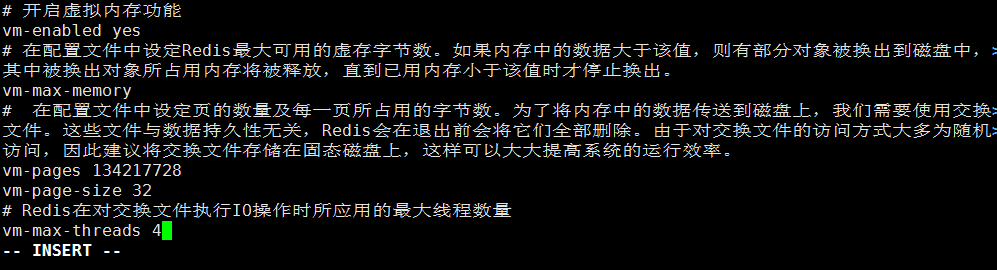 # 开启虚拟内存功能
vm-enabled yes
# 在配置文件中设定Redis最大可用的虚存字节数。如果内存中的数据大于该值，则有部分对象被换出到磁盘中，>
其中被换出对象所占用内存将被释放，直到已用内存小于该值时才停止换出。
vm-max-memory
#  在配置文件中设定页的数量及每一页所占用的字节数。为了将内存中的数据传送到磁盘上，我们需要使用交换>
文件。这些文件与数据持久性无关，Redis会在退出前会将它们全部删除。由于对交换文件的访问方式大多为随机>
访问，因此建议将交换文件存储在固态磁盘上，这样可以大大提高系统的运行效率。
vm-pages 134217728
vm-page-size 32
# Redis在对交换文件执行IO操作时所应用的最大线程数量
vm-max-threads 4
-- INSERT --